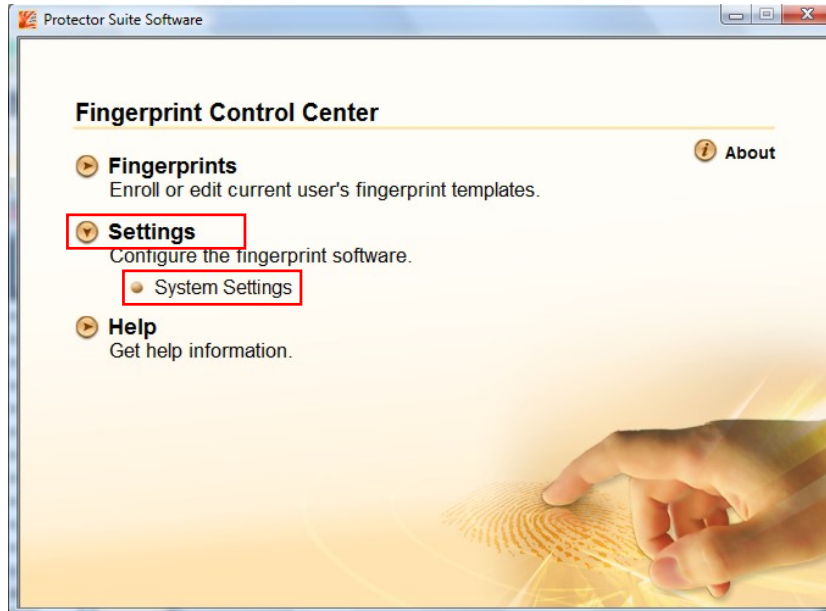 Protector Suite Software
Fingerprint Control Center
About
Fingerprints
Enroll or edit current user's fingerprint templates.
Settings
Configure the fingerprint software.
System Settings
Help
Get help information.